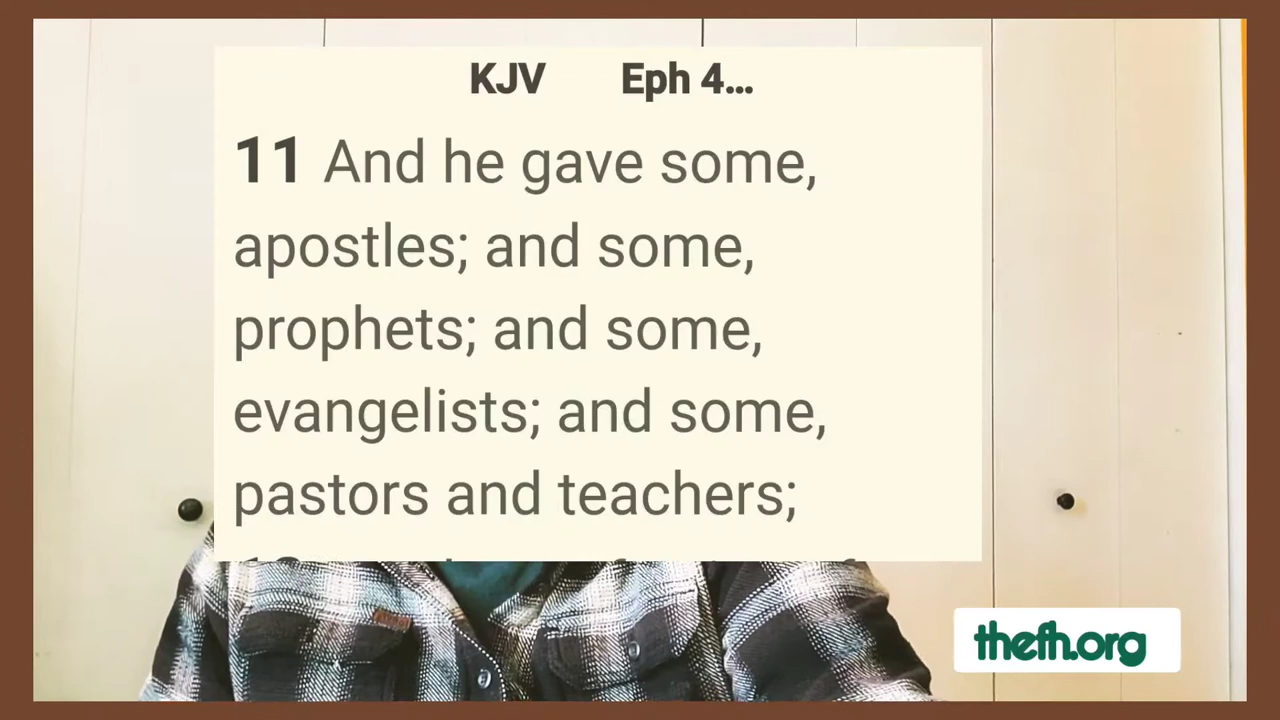 KJV Eph 4...
11 And he gave some,
apostles; and some,
prophets; and some,
evangelists; and some,
pastors and teachers;
thefh.org